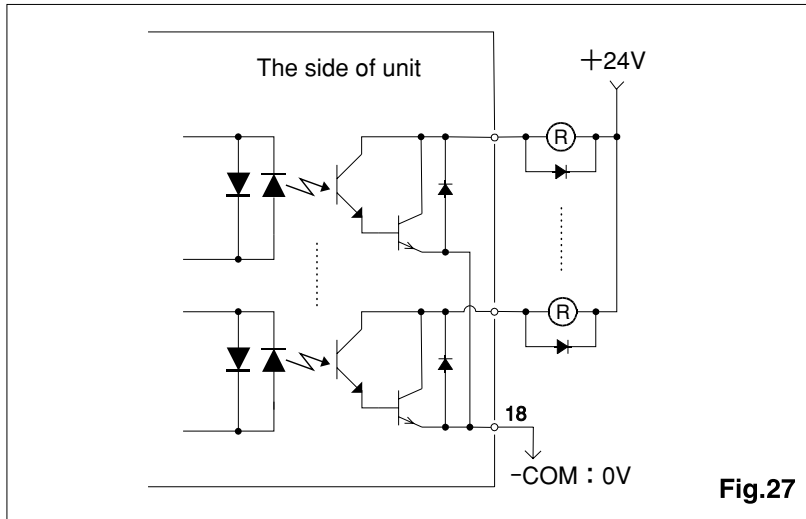 The side of unit
+24V
R
R
18
-COM : 0V
Fig.27